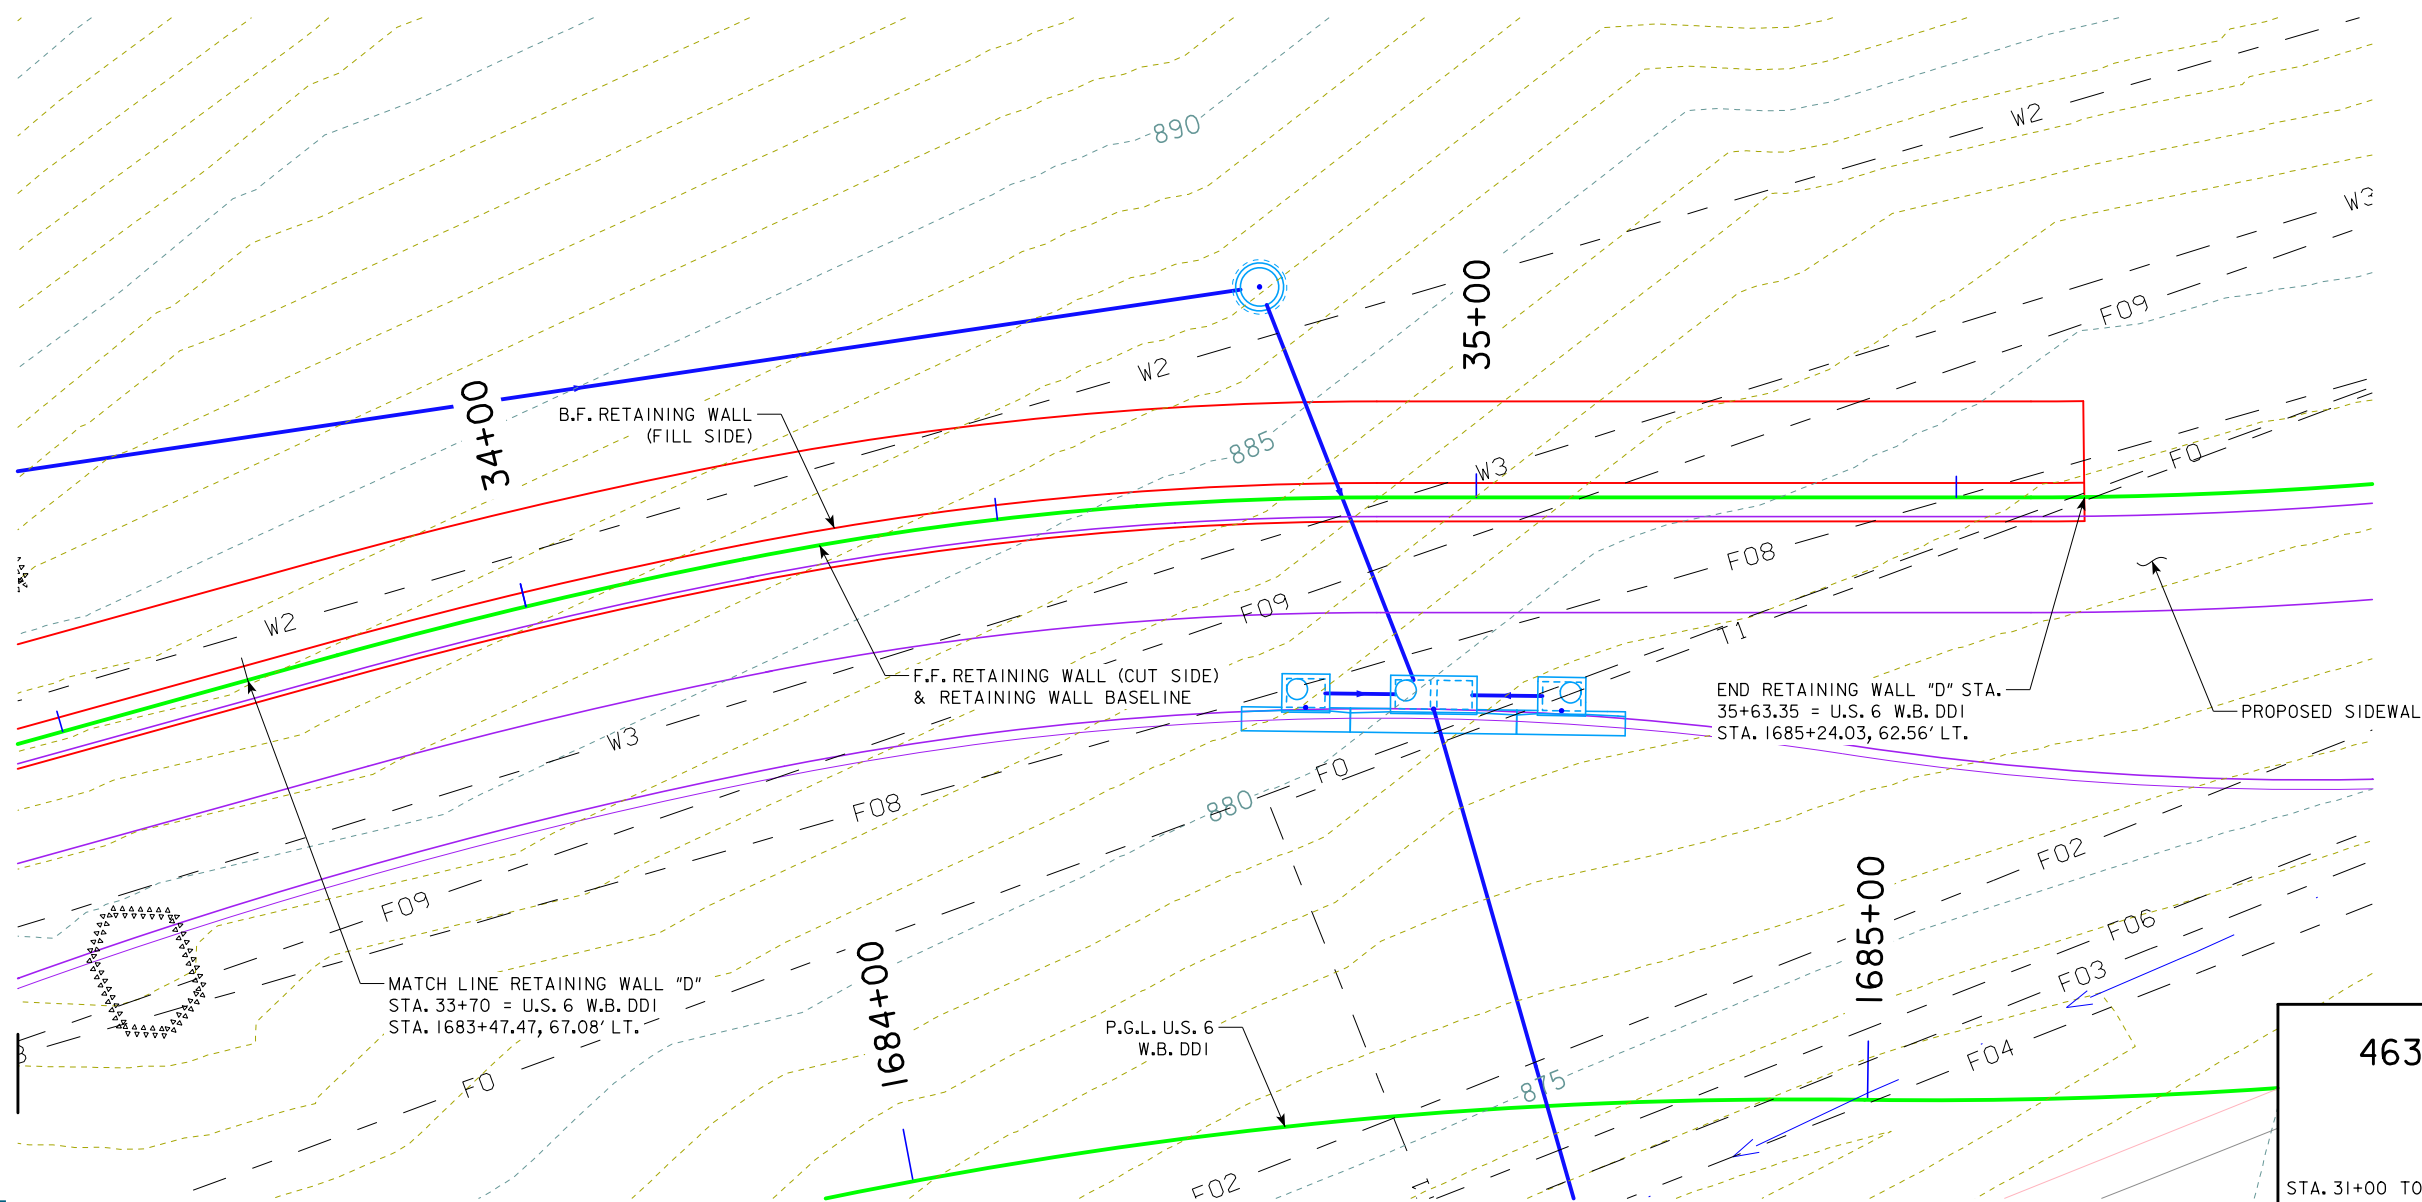 890
W2
W3
F09
35+00
W2
34+00
B.F. RETAINING WALL
(FILL SIDE)
885
W3
F0
F08
F09
W2
T1
F.F. RETAINING WALL (CUT SIDE)
& RETAINING WALL BASELINE
END RETAINING WALL "D" STA.
35+63.35 = U.S. 6 W.B. DDI
STA. 1685+24.03, 62.56' LT.
PROPOSED SIDEWAL
W3
F0
F08
880
F02
F09
1685+00
F06
F03
MATCH LINE RETAINING WALL "D"
STA. 33+70 = U.S. 6 W.B. DDI
STA. 1683+47.47, 67.08' LT.
1684+00
P.G.L. U.S. 6
W.B. DDI
F04
463
F0
875
F02
STA. 31+00 TO